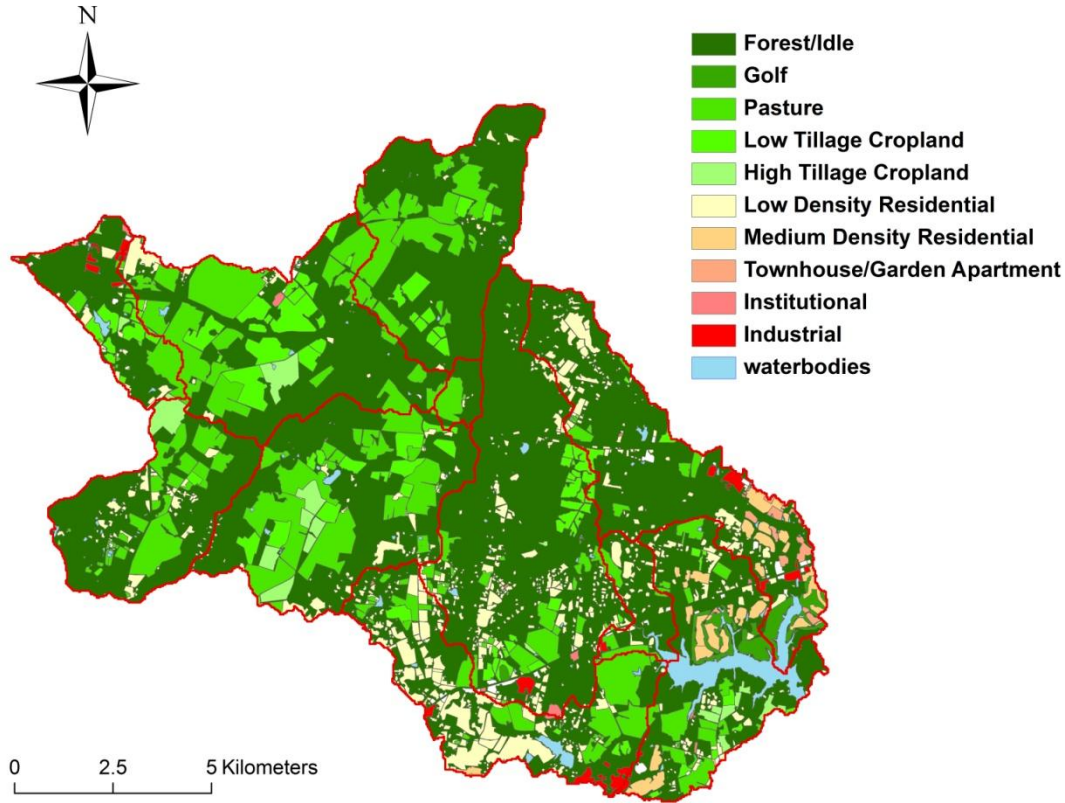 N
Forest/Idle
Golf
Pasture
Low Tillage Cropland
High Tillage Cropland
Low Density Residential
Medium Density Residential
Townhouse/Garden Apartment
Institutional
Industrial
waterbodies
0 2.5 5 Kilometers